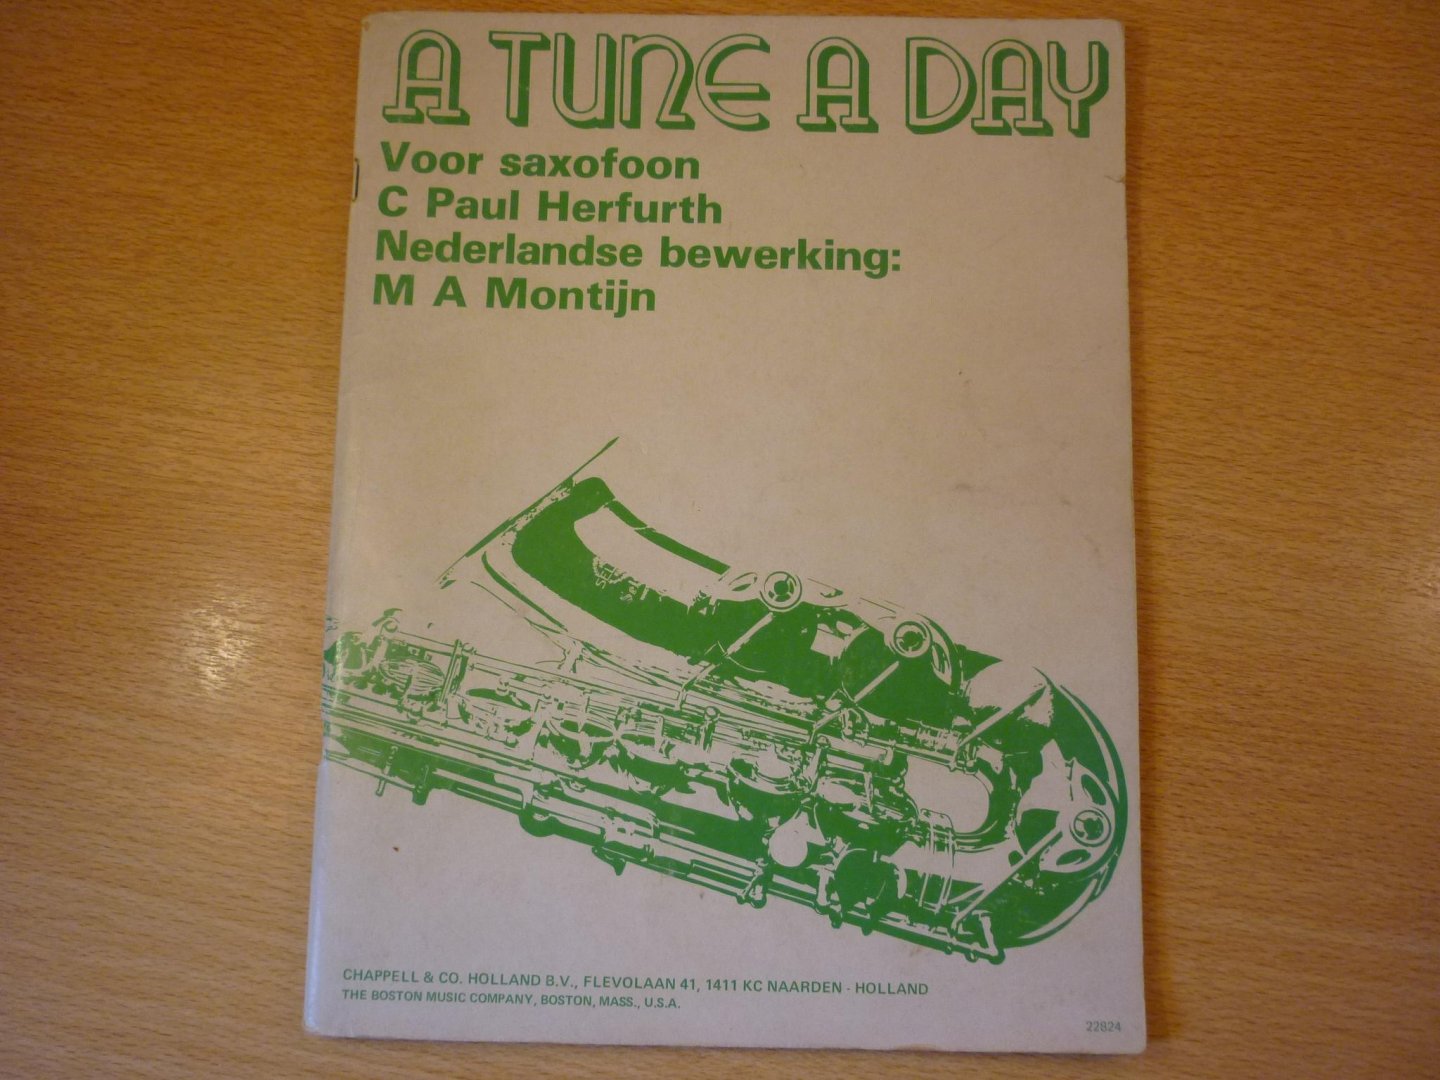 A TUNE A DAY
Voor saxofoon
C Paul Herfurth
Nederlandse bewerking:
M A Montijn
CHAPPELL & CO. HOLLAND B.V., FLEVOLAAN 41, 1411 KC NAARDEN - HOLLAND
THE BOSTON MUSIC COMPANY, BOSTON, MASS., U.S.A.
22824